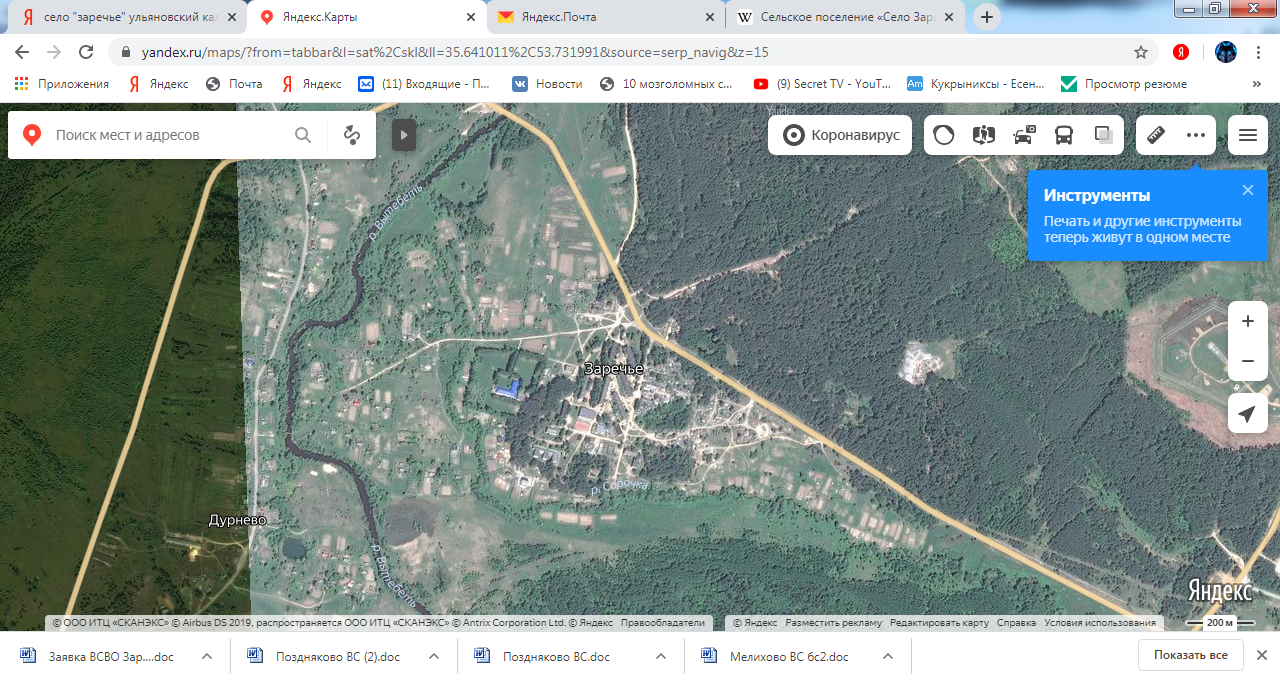 село "заречье" ульяновский кал
Яндекс.Карты
Яндекс.Почта
Сельское поселение «Село Зар
yandex.ru/maps/?from=tabbar&l=sat%2Cskl&ll=35.641011%2C53.731991&source=serp_navig&z=15
Приложения
Яндекс
Почта
Яндекс
(11) Входящие - П...
Новости
10 мозголомных с...
(9) Secret TV - YouT...
Кукрыниксы - Есен...
Просмотр резюме
»
Поиск мест и адресов
Коронавирус
Инструменты
Печать и другие инструменты
теперь живут в одном месте
р. Вытебеть
Заречье
р. Сорочка
Дурнево
р. Вытебеть
Яндекс
© ООО ИТЦ «СКАНЭКС» © Airbus DS 2019, распространяется ООО ИТЦ «СКАНЭКС» © Antrix Corporation Ltd. © Яндекс Правообладатели
© Яндекс Разместить рекламу Редактировать карту Справка Условия использования
200 м
Заявка ВСВО Зар....doc
Поздняково ВС (2).doc
Поздняково ВС.doc
Мелихово ВС бс2.doc
Показать все